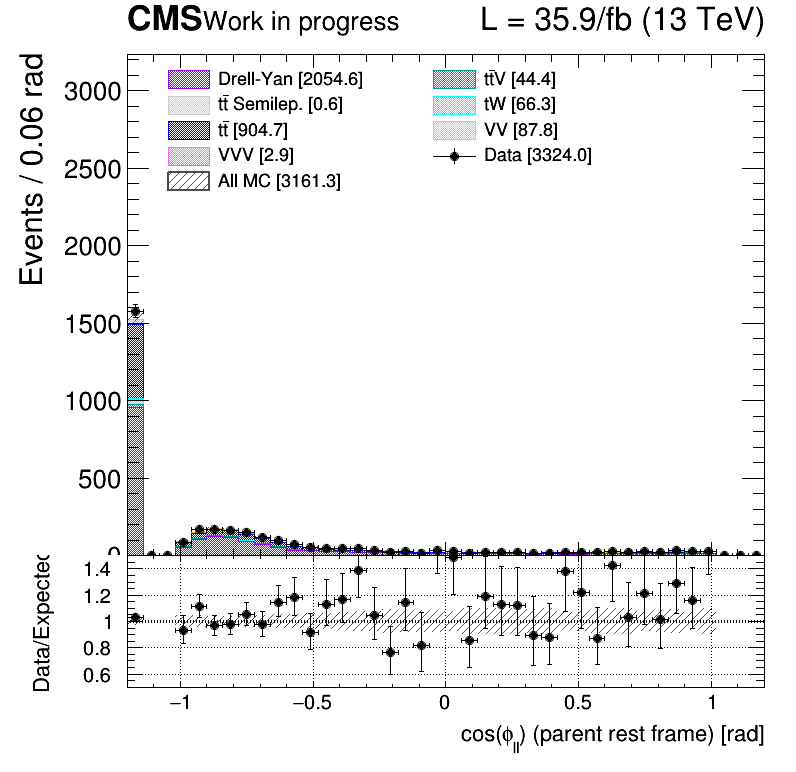 CMS Work in progress L = 35.9/fb (13 TeV)
Events / 0.06 rad
3000
2500
2000
1500
1000
500
0
Drell-Yan [2054.6]
tt̄ Semilep. [0.6]
tt̄ [904.7]
VVV [2.9]
All MC [3161.3]
tt̄V [44.4]
tW [66.3]
VV [87.8]
Data [3324.0]
Data/Expected
1.4
1.2
1
0.8
0.6
−1 −0.5 0 0.5 1
cos(ϕ_ll) (parent rest frame) [rad]